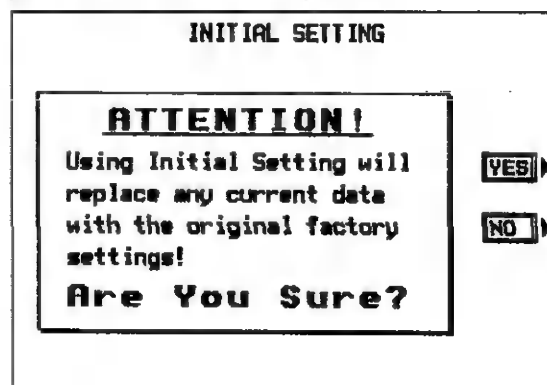 INITIAL SETTING
ATTENTION!
Using Initial Setting will
replace any current data
with the original factory
settings!
Are You Sure?
YES
NO